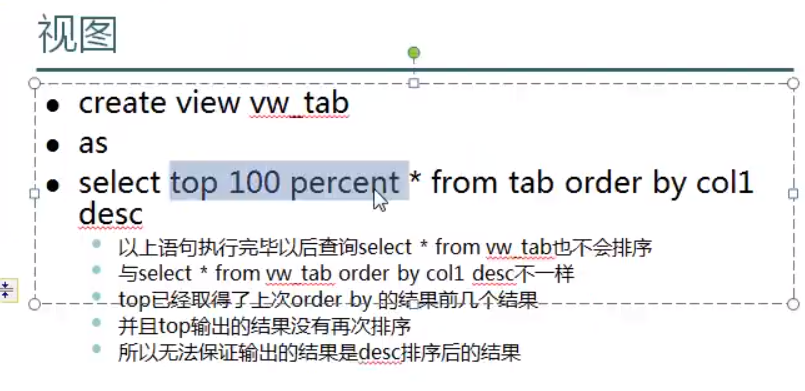 视图
create view vw_tab
as
select top 100 percent * from tab order by col1
desc
以上语句执行完毕以后查询select * from vw_tab也不会排序
与select * from vw_tab order by col1 desc不一样
top已经取得了上次order by 的结果前几个结果
并且top输出的结果没有再次排序
所以无法保证输出的结果是desc排序后的结果